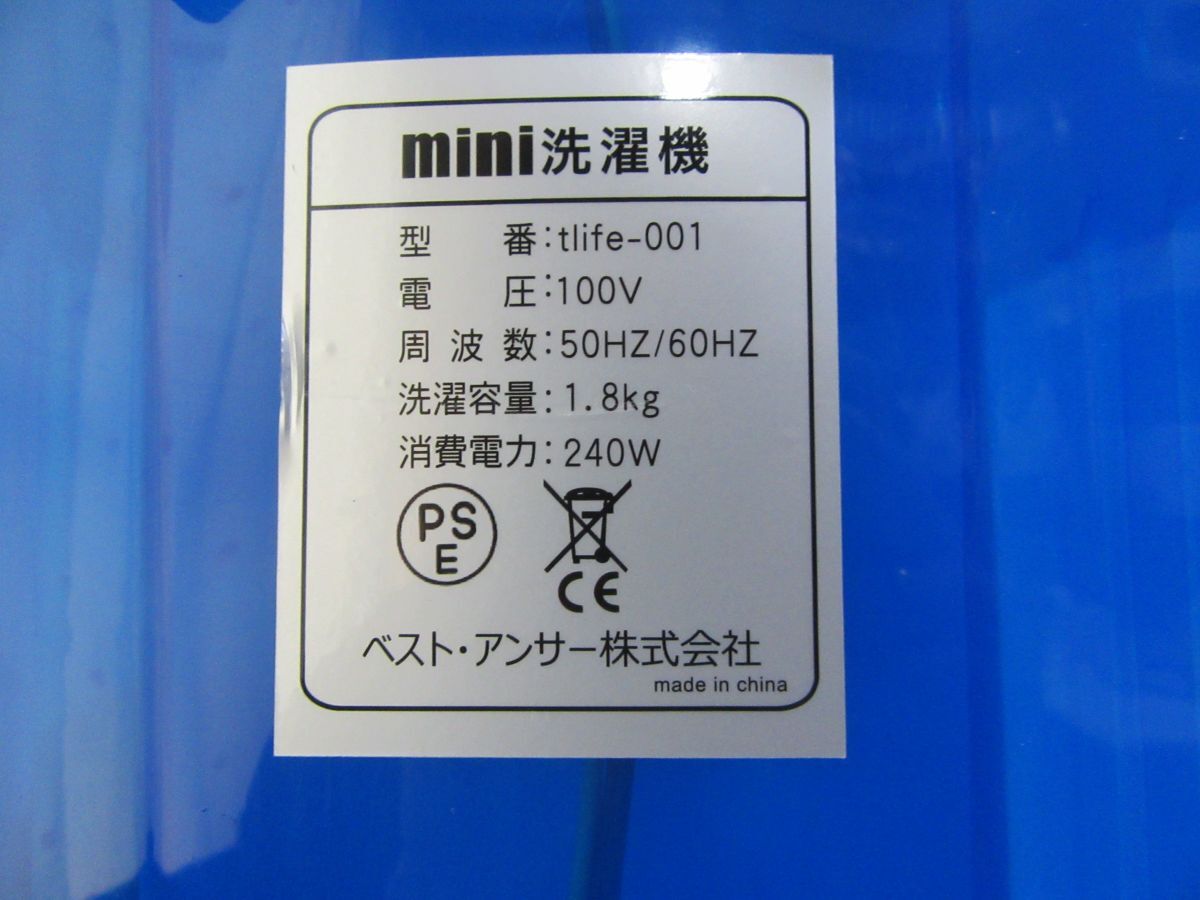 mini洗濯機
型番:tlife-001
電圧:100V
周波数:50HZ/60HZ
洗濯容量:1.8kg
消費電力:240W
PS
E
CE
ベスト・アンサー株式会社
made in china